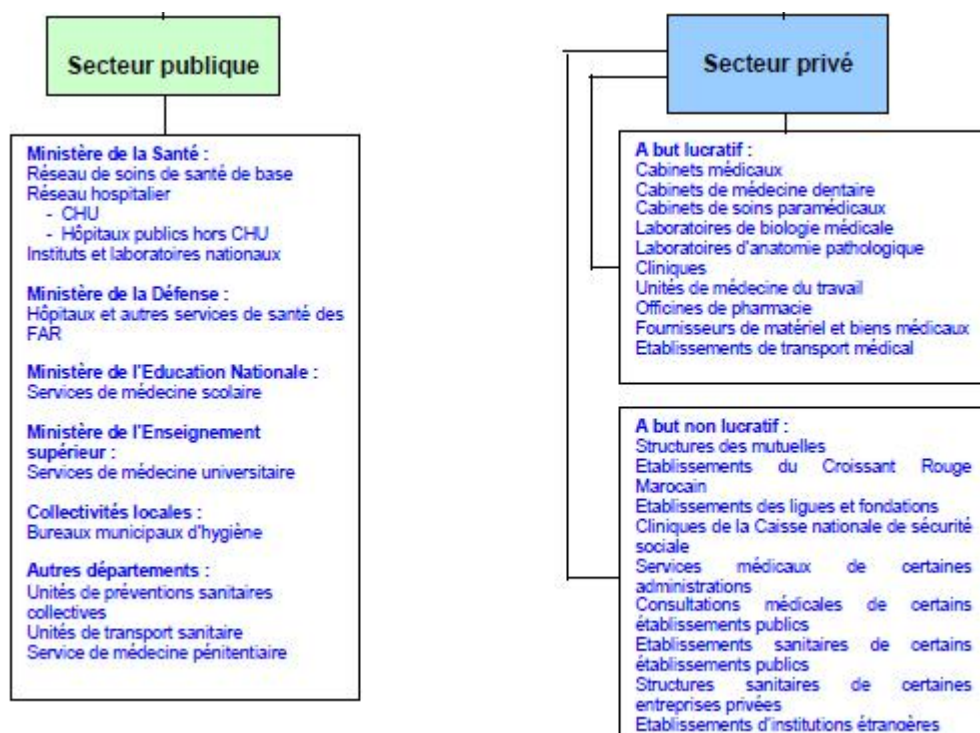 Secteur publique
Ministère de la Santé :
Réseau de soins de santé de base
Réseau hospitalier
- CHU
- Hôpitaux publics hors CHU
Instituts et laboratoires nationaux
Ministère de la Défense :
Hôpitaux et autres services de santé des
FAR
Ministère de l'Education Nationale :
Services de médecine scolaire
Ministère de l'Enseignement
supérieur :
Services de médecine universitaire
Collectivités locales :
Bureaux municipaux d'hygiène
Autres départements :
Unités de préventions sanitaires
collectives
Unités de transport sanitaire
Service de médecine pénitentiaire
Secteur privé
A but lucratif :
Cabinets médicaux
Cabinets de médecine dentaire
Cabinets de soins paramédicaux
Laboratoires de biologie médicale
Laboratoires d'anatomie pathologique
Cliniques
Unités de médecine du travail
Officines de pharmacie
Fournisseurs de matériel et biens médicaux
Etablissements de transport médical
A but non lucratif :
Structures des mutuelles
Etablissements du Croissant Rouge
Marocain
Etablissements des ligues et fondations
Cliniques de la Caisse nationale de sécurité
sociale
Services médicaux de certaines
administrations
Consultations médicales de certains
établissements publics
Etablissements sanitaires de certains
établissements publics
Structures sanitaires de certaines
entreprises privées
Etablissements d'institutions étrangères